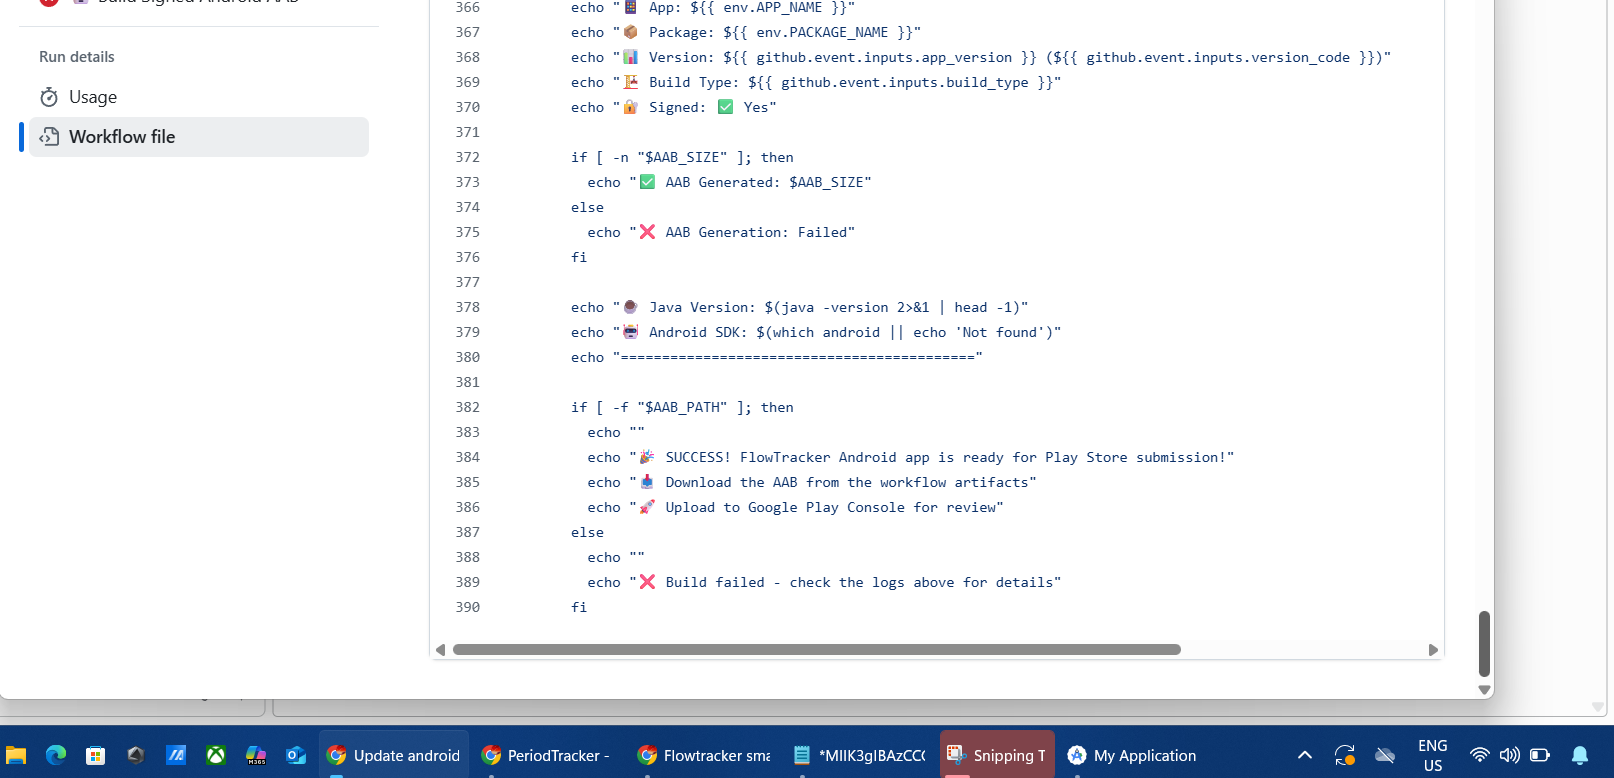 Build Signed Android AAB
Run details
Usage
Workflow file
366 echo "📱 App: ${{ env.APP_NAME }}"
367 echo "📦 Package: ${{ env.PACKAGE_NAME }}"
368 echo "📊 Version: ${{ github.event.inputs.app_version }} (${{ github.event.inputs.version_code }})"
369 echo "🏗️ Build Type: ${{ github.event.inputs.build_type }}"
370 echo "🔐 Signed: ✅ Yes"
371
372 if [ -n "$AAB_SIZE" ]; then
373 echo "✅ AAB Generated: $AAB_SIZE"
374 else
375 echo "❌ AAB Generation: Failed"
376 fi
377
378 echo "☕ Java Version: $(java -version 2>&1 | head -1)"
379 echo "🤖 Android SDK: $(which android || echo 'Not found')"
380 echo "==========================================="
381
382 if [ -f "$AAB_PATH" ]; then
383 echo ""
384 echo "🎉 SUCCESS! FlowTracker Android app is ready for Play Store submission!"
385 echo "📥 Download the AAB from the workflow artifacts"
386 echo "🚀 Upload to Google Play Console for review"
387 else
388 echo ""
389 echo "❌ Build failed - check the logs above for details"
390 fi
M365
Update android
PeriodTracker -
Flowtracker sma
*MIIK3gIBAzCC
Snipping T
My Application
ENG
US